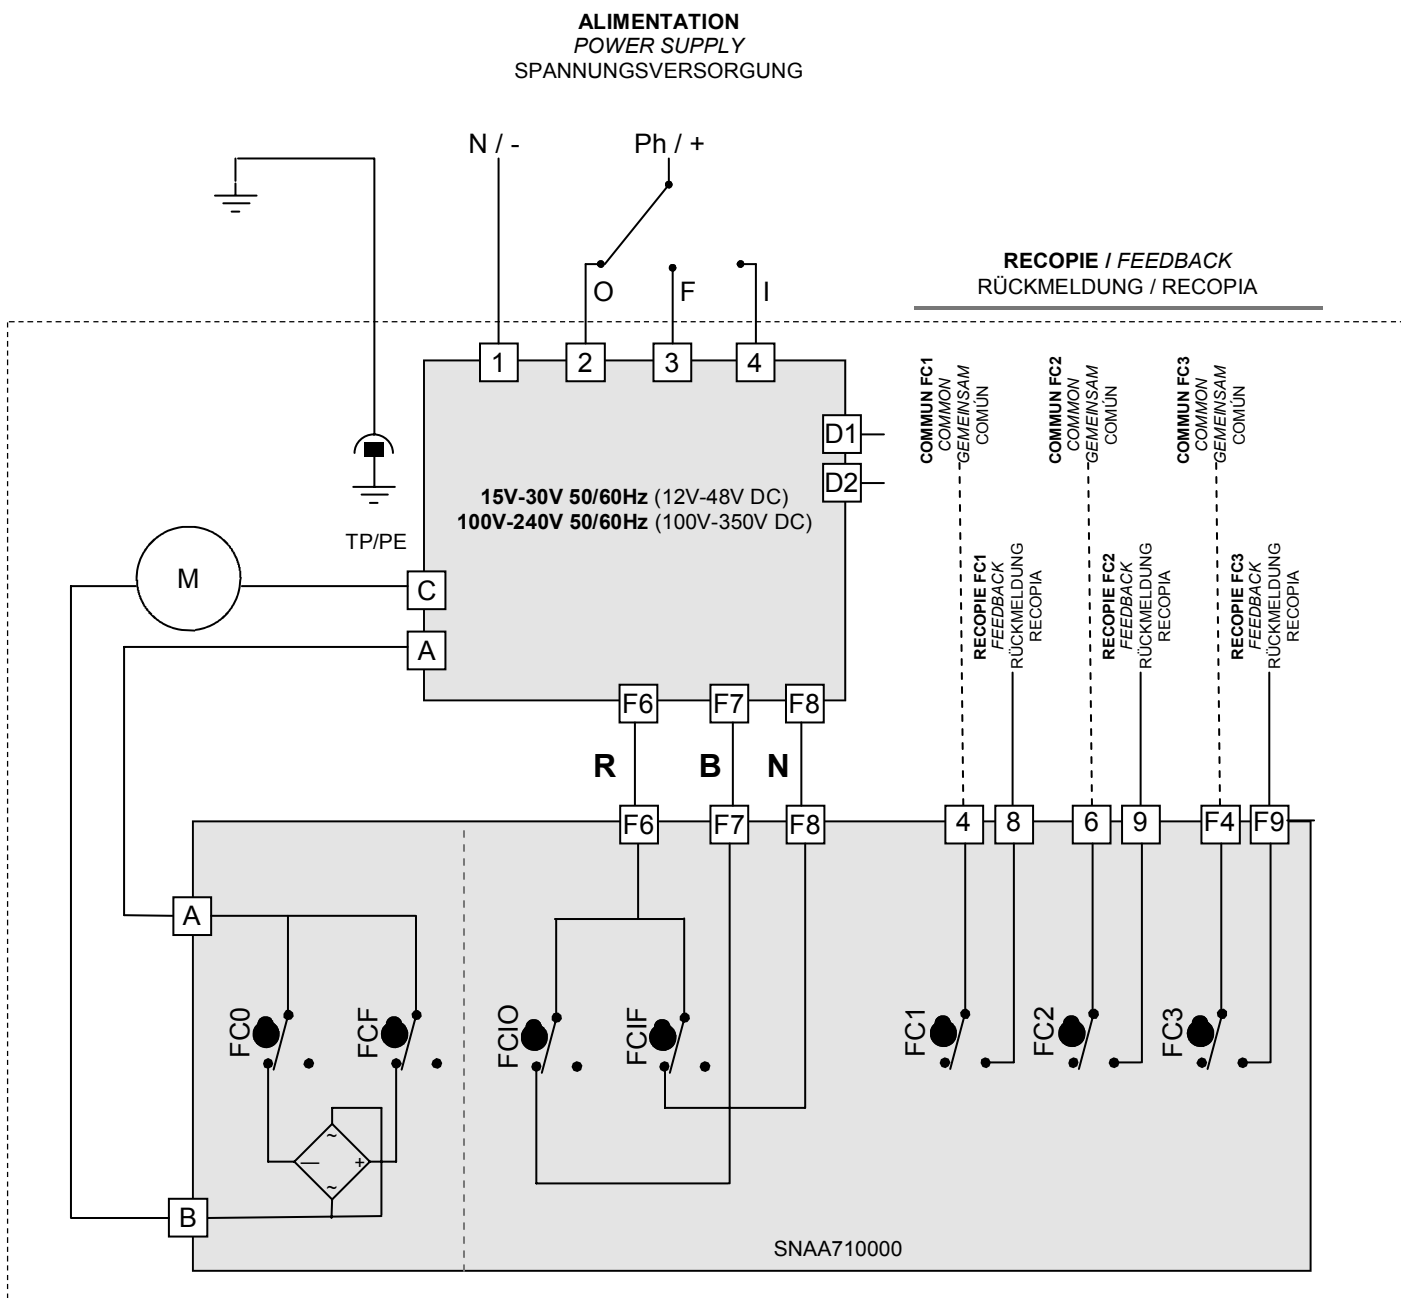 ALIMENTATION
POWER SUPPLY
SPANNUNGSVERSORGUNG
N / -
Ph / +
O
F
I
RECOPIE / FEEDBACK
RÜCKMELDUNG / RECOPIA
1
2
3
4
D1
D2
15V-30V 50/60Hz (12V-48V DC)
100V-240V 50/60Hz (100V-350V DC)
TP/PE
M
C
A
F6
F7
F8
R
B
N
COMMUN FC1
COMMON
GEMEINSAM
COMÚN
COMMUN FC2
COMMON
GEMEINSAM
COMÚN
COMMUN FC3
COMMON
GEMEINSAM
COMÚN
RECOPIE FC1
FEEDBACK
RÜCKMELDUNG
RECOPIA
RECOPIE FC2
FEEDBACK
RÜCKMELDUNG
RECOPIA
RECOPIE FC3
FEEDBACK
RÜCKMELDUNG
RECOPIA
F6
F7
F8
4
8
6
9
F4
F9
A
FC0
FCF
FCIO
FCIF
FC1
FC2
FC3
~
—
+
~
B
SNAA710000